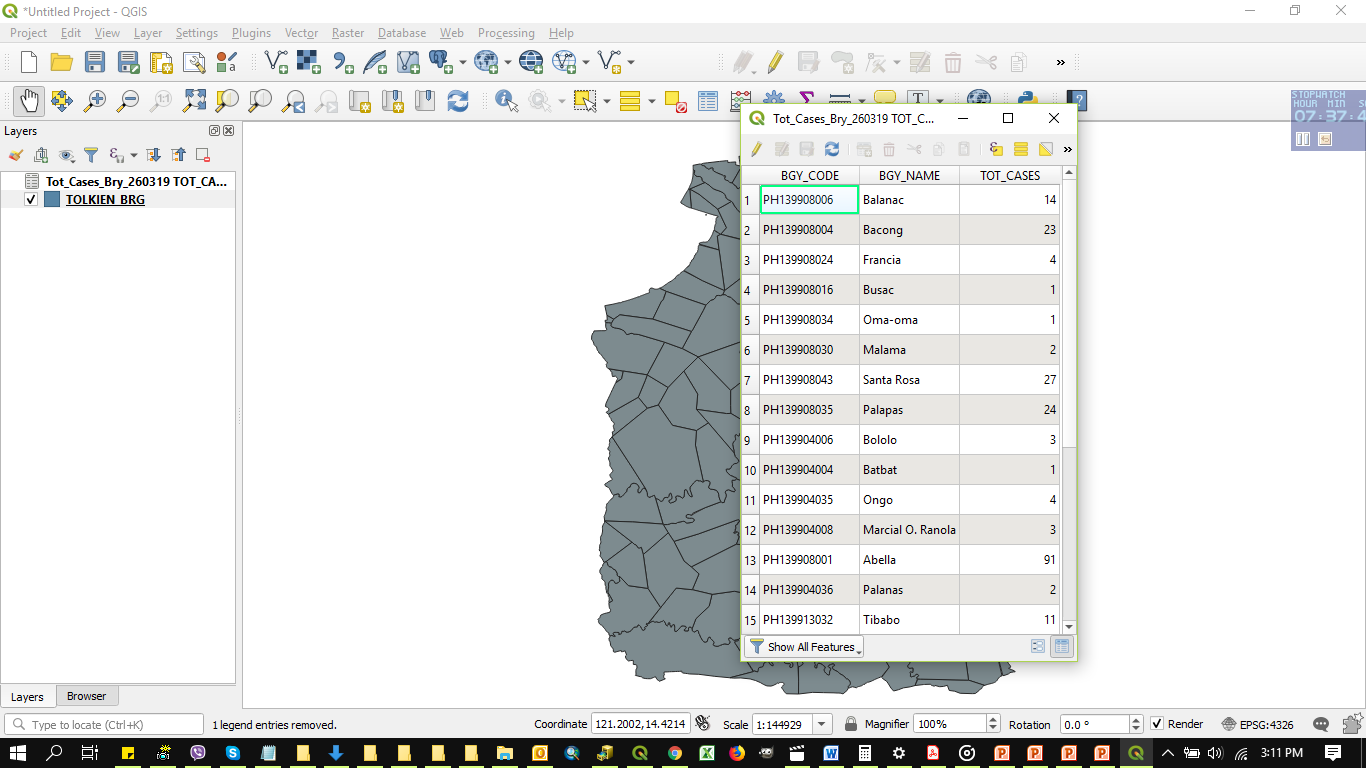 *Untitled Project - QGIS
Project Edit View Layer Settings Plugins Vector Raster Database Web Processing Help
STOPWATCH
HOUR MIN
07:37:4
Layers
Tot_Cases_Bry_260319 TOT_CA...
TOLKIEN_BRG
Tot_Cases_Bry_260319 TOT_C...
BGY_CODE BGY_NAME TOT_CASES
1 PH139908006 Balanac 14
2 PH139908004 Bacong 23
3 PH139908024 Francia 4
4 PH139908016 Busac 1
5 PH139908034 Oma-oma 1
6 PH139908030 Malama 2
7 PH139908043 Santa Rosa 27
8 PH139908035 Palapas 24
9 PH139904006 Bololo 3
10 PH139904004 Batbat 1
11 PH139904035 Ongo 4
12 PH139904008 Marcial O. Ranola 3
13 PH139908001 Abella 91
14 PH139904036 Palanas 2
15 PH139913032 Tibabo 11
Show All Features
Layers Browser
Type to locate (Ctrl+K) 1 legend entries removed. Coordinate 121.2002,14.4214 Scale 1:144929 Magnifier 100% Rotation 0.0 ° Render EPSG:4326
3:11 PM